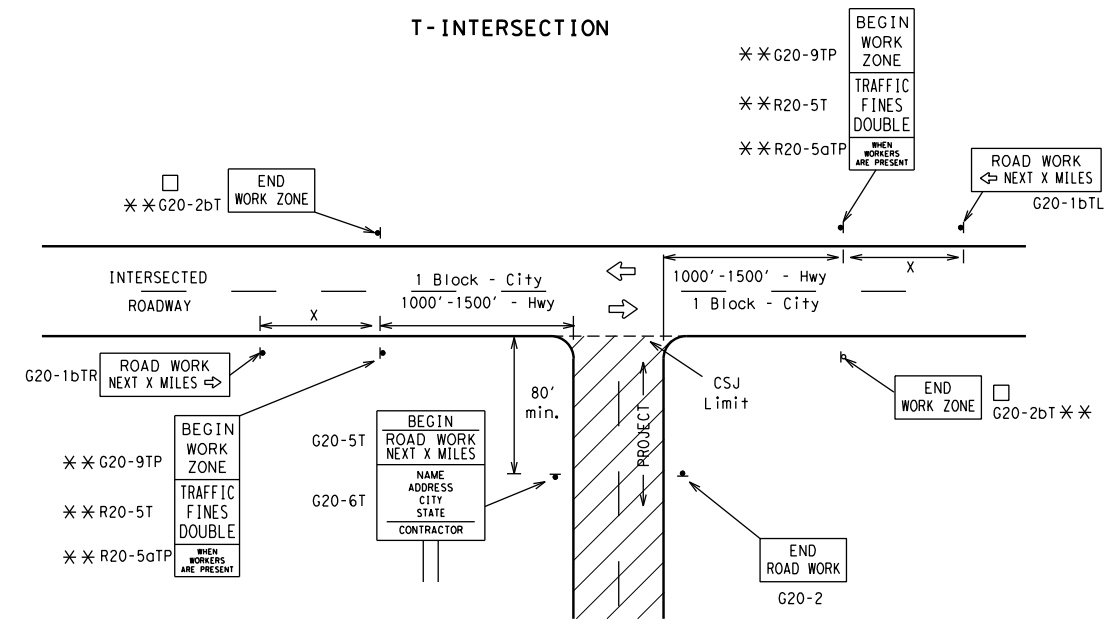 T-INTERSECTION
✳✳G20-9TP
BEGIN
WORK
ZONE
✳✳R20-5T
TRAFFIC
FINES
DOUBLE
✳✳R20-5aTP
WHEN
WORKERS
ARE PRESENT
ROAD WORK
⇦ NEXT X MILES
G20-1bTL
□
✳✳G20-2bT
END
WORK ZONE
INTERSECTED
ROADWAY
1 Block - City
1000'-1500' - Hwy
X
1000'-1500' - Hwy
1 Block - City
X
G20-1bTR
ROAD WORK
NEXT X MILES ⇨
80'
min.
CSJ
Limit
PROJECT
END
WORK ZONE
□
G20-2bT ✳✳
✳✳G20-9TP
BEGIN
WORK
ZONE
✳✳R20-5T
TRAFFIC
FINES
DOUBLE
✳✳R20-5aTP
WHEN
WORKERS
ARE PRESENT
G20-5T
BEGIN
ROAD WORK
NEXT X MILES
G20-6T
NAME
ADDRESS
CITY
STATE
CONTRACTOR
END
ROAD WORK
G20-2